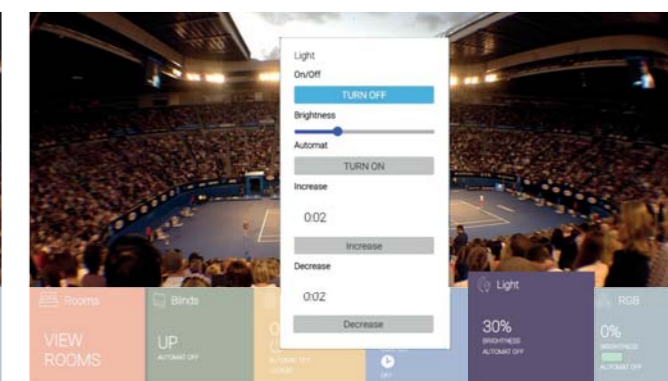 Light
On/Off
TURN OFF
Brightness
Automat
TURN ON
Increase
0:02
Increase
Decrease
0:02
Decrease
Rooms
VIEW
ROOMS
Blinds
UP
AUTOMAT OFF
OFF
Light
30%
BRIGHTNESS
AUTOMAT OFF
RGB
0%
BRIGHTNESS
AUTOMAT OFF